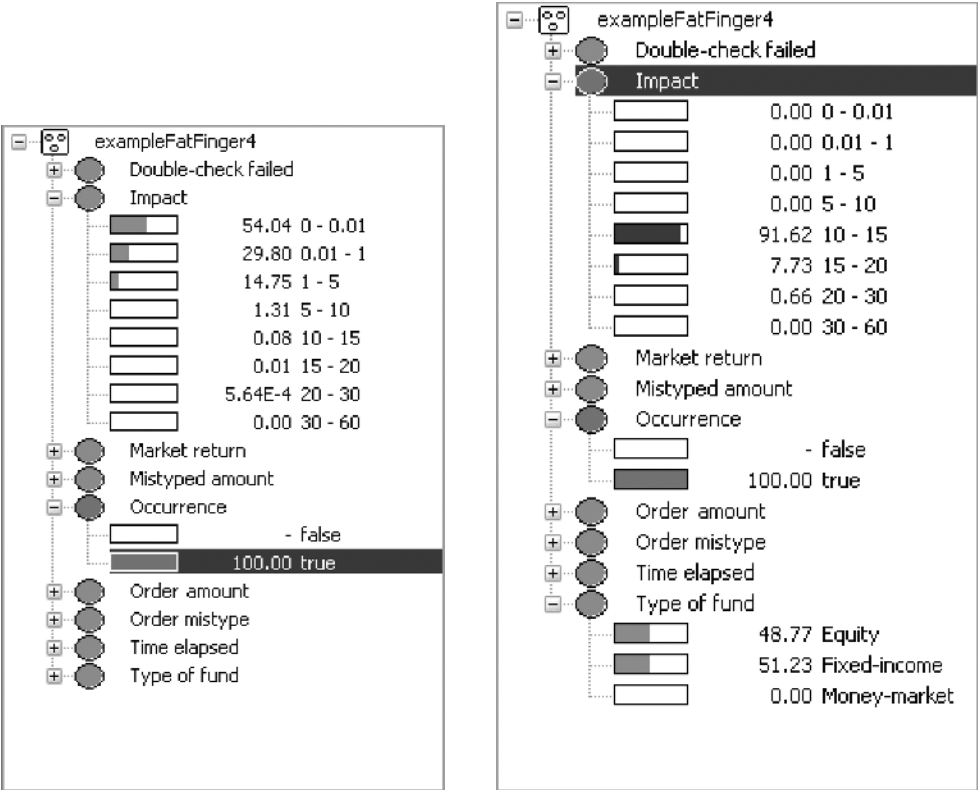 exampleFatFinger4
Double-check failed
Impact
54.04 0 - 0.01
29.80 0.01 - 1
14.75 1 - 5
1.31 5 - 10
0.08 10 - 15
0.01 15 - 20
5.64E-4 20 - 30
0.00 30 - 60
Market return
Mistyped amount
Occurrence
- false
100.00 true
Order amount
Order mistype
Time elapsed
Type of fund
exampleFatFinger4
Double-check failed
Impact
0.00 0 - 0.01
0.00 0.01 - 1
0.00 1 - 5
0.00 5 - 10
91.62 10 - 15
7.73 15 - 20
0.66 20 - 30
0.00 30 - 60
Market return
Mistyped amount
Occurrence
- false
100.00 true
Order amount
Order mistype
Time elapsed
Type of fund
48.77 Equity
51.23 Fixed-income
0.00 Money-market